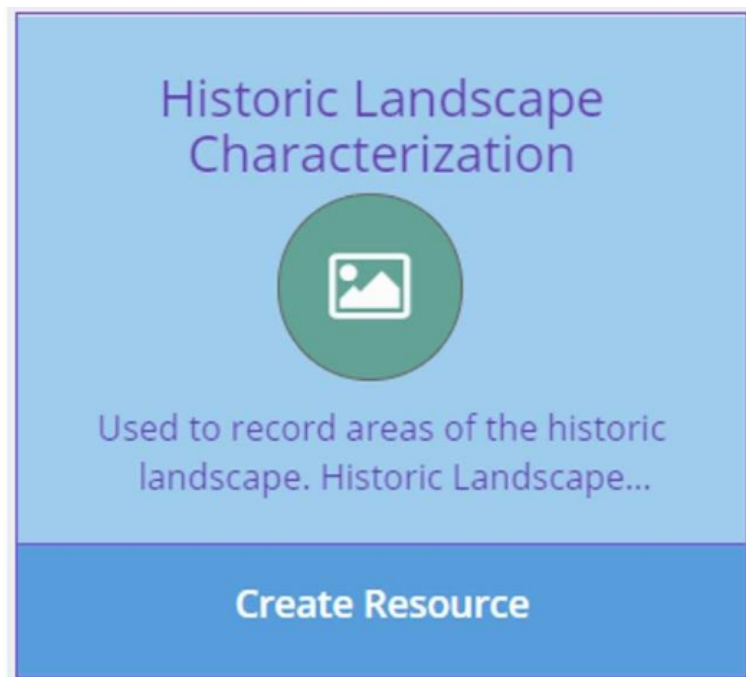 Historic Landscape
Characterization
Used to record areas of the historic
landscape. Historic Landscape...
Create Resource